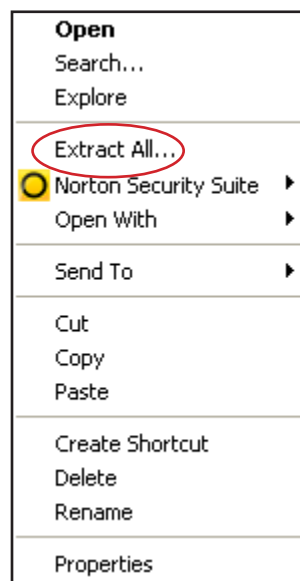 Open
Search...
Explore
Extract All...
Norton Security Suite
Open With
Send To
Cut
Copy
Paste
Create Shortcut
Delete
Rename
Properties